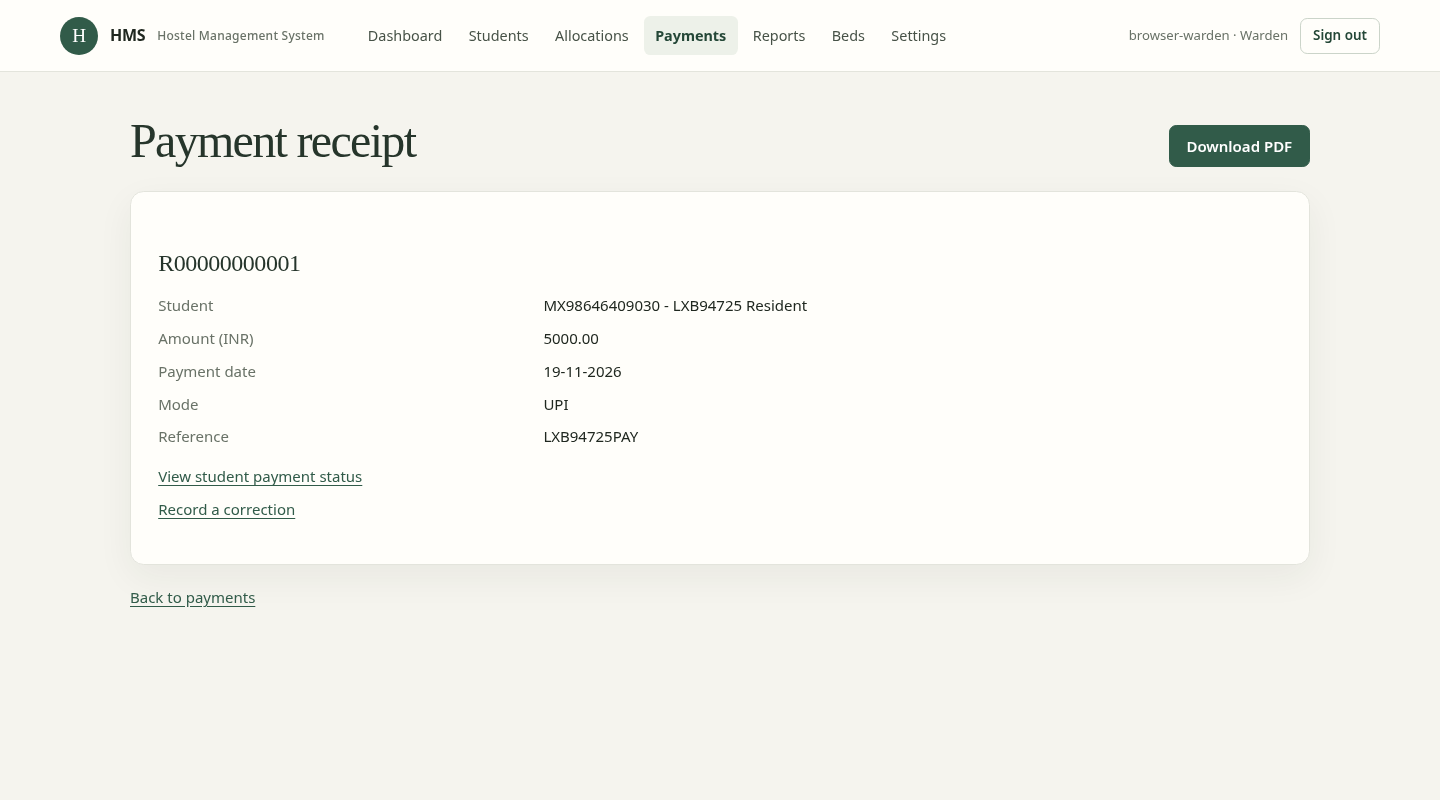 H HMS Hostel Management System Dashboard Students Allocations Payments Reports Beds Settings browser-warden · Warden Sign out
Payment receipt Download PDF
R00000000001
Student MX98646409030 - LXB94725 Resident
Amount (INR) 5000.00
Payment date 19-11-2026
Mode UPI
Reference LXB94725PAY
View student payment status
Record a correction
Back to payments